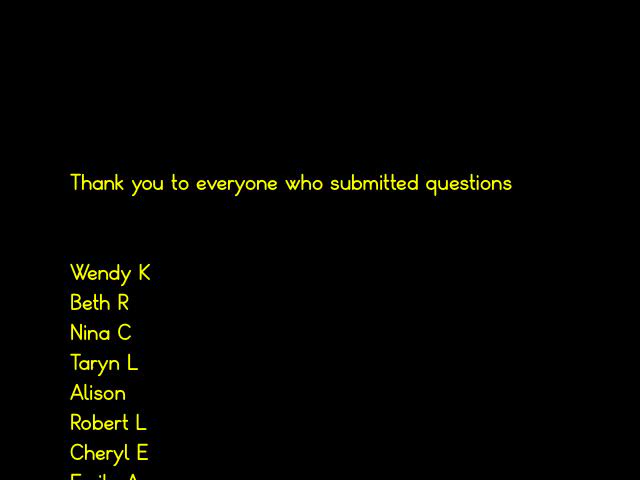 Thank you to everyone who submitted questions
Wendy K
Beth R
Nina C
Taryn L
Alison
Robert L
Cheryl E